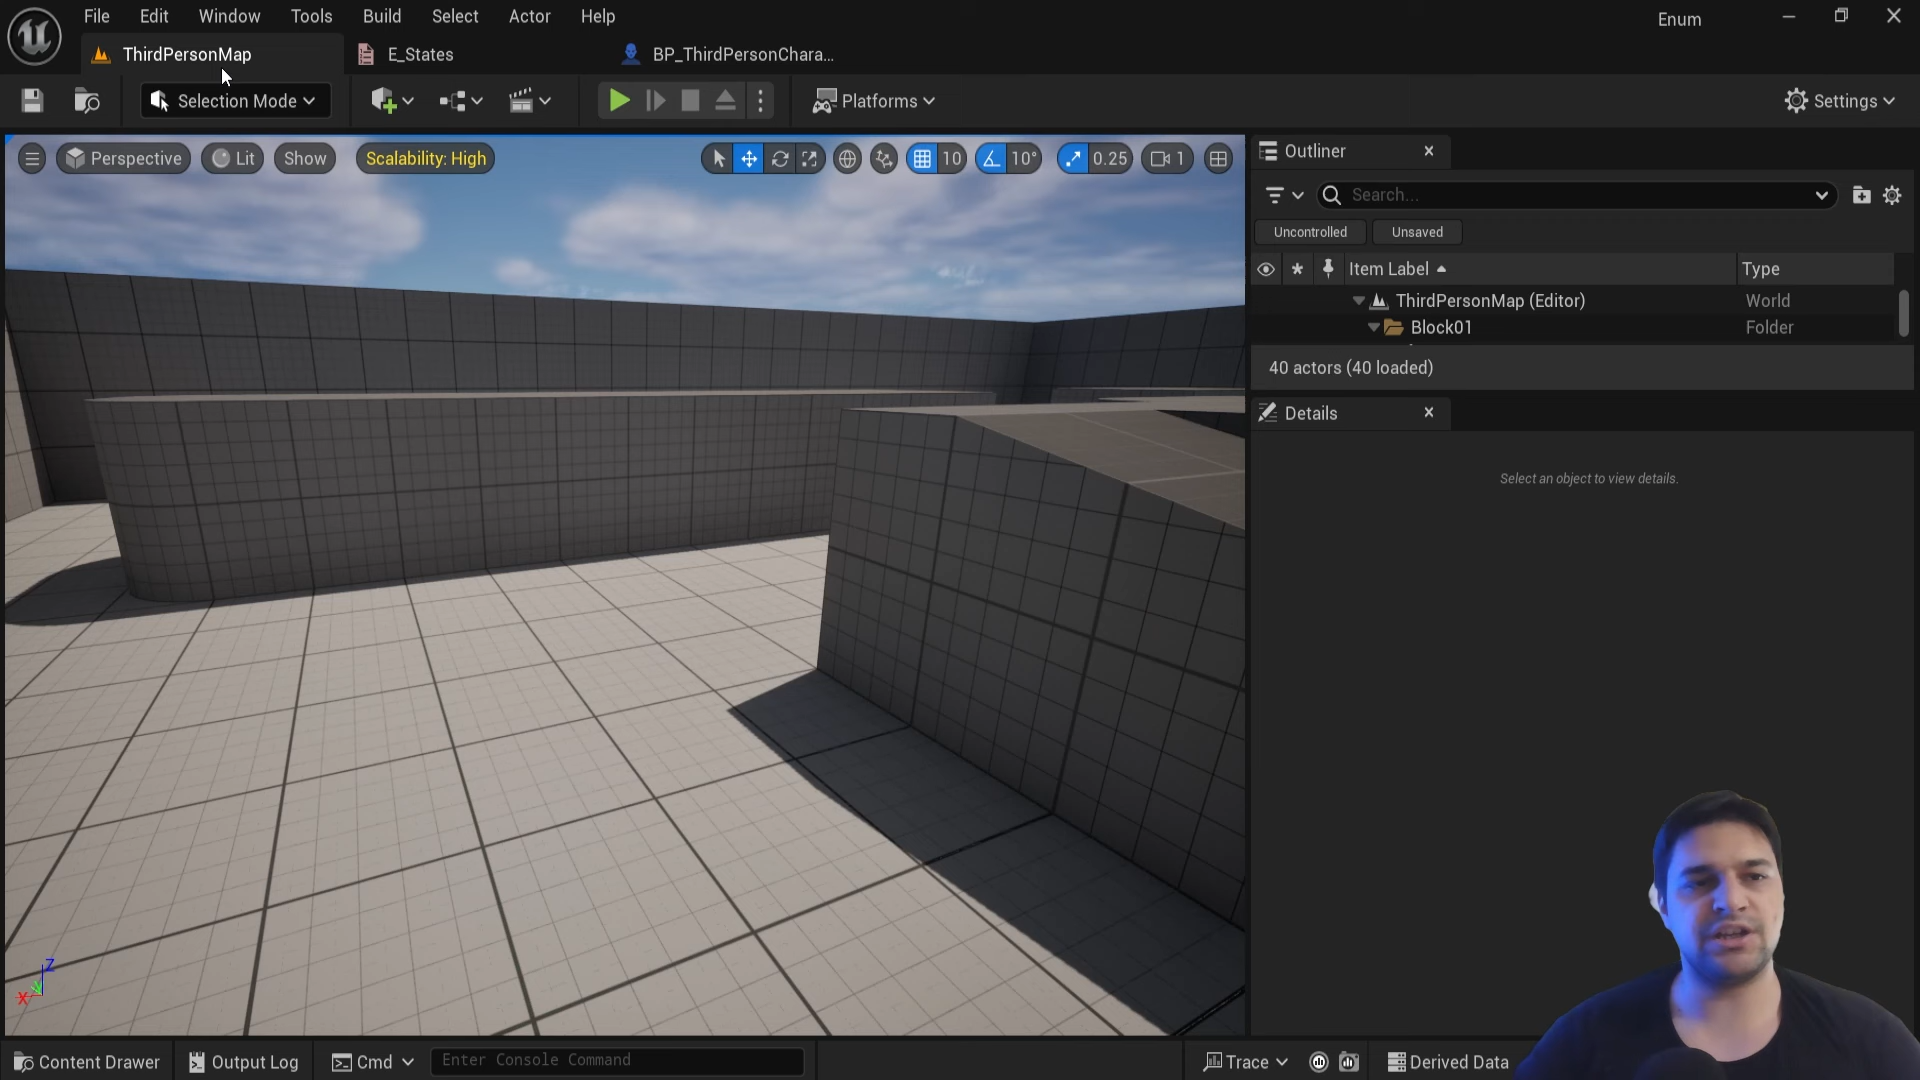 File Edit Window Tools Build Select Actor Help
Enum
ThirdPersonMap
E_States
BP_ThirdPersonChara...
Selection Mode
Platforms
Settings
Perspective
Lit
Show
Scalability: High
10
10°
0.25
1
Outliner
Search...
Uncontrolled
Unsaved
Item Label
Type
ThirdPersonMap (Editor) World
Block01 Folder
40 actors (40 loaded)
Details
Select an object to view details.
Z
X
Content Drawer
Output Log
Cmd
Enter Console Command
Trace
Derived Data